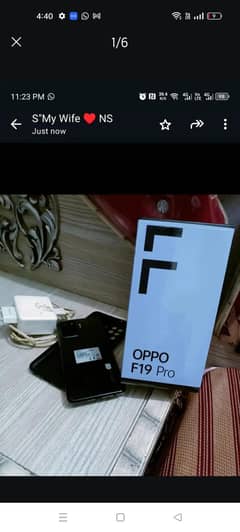 4:40
1/6
11:23 PM
S"My Wife ❤️ NS
Just now
OPPO
F19 Pro